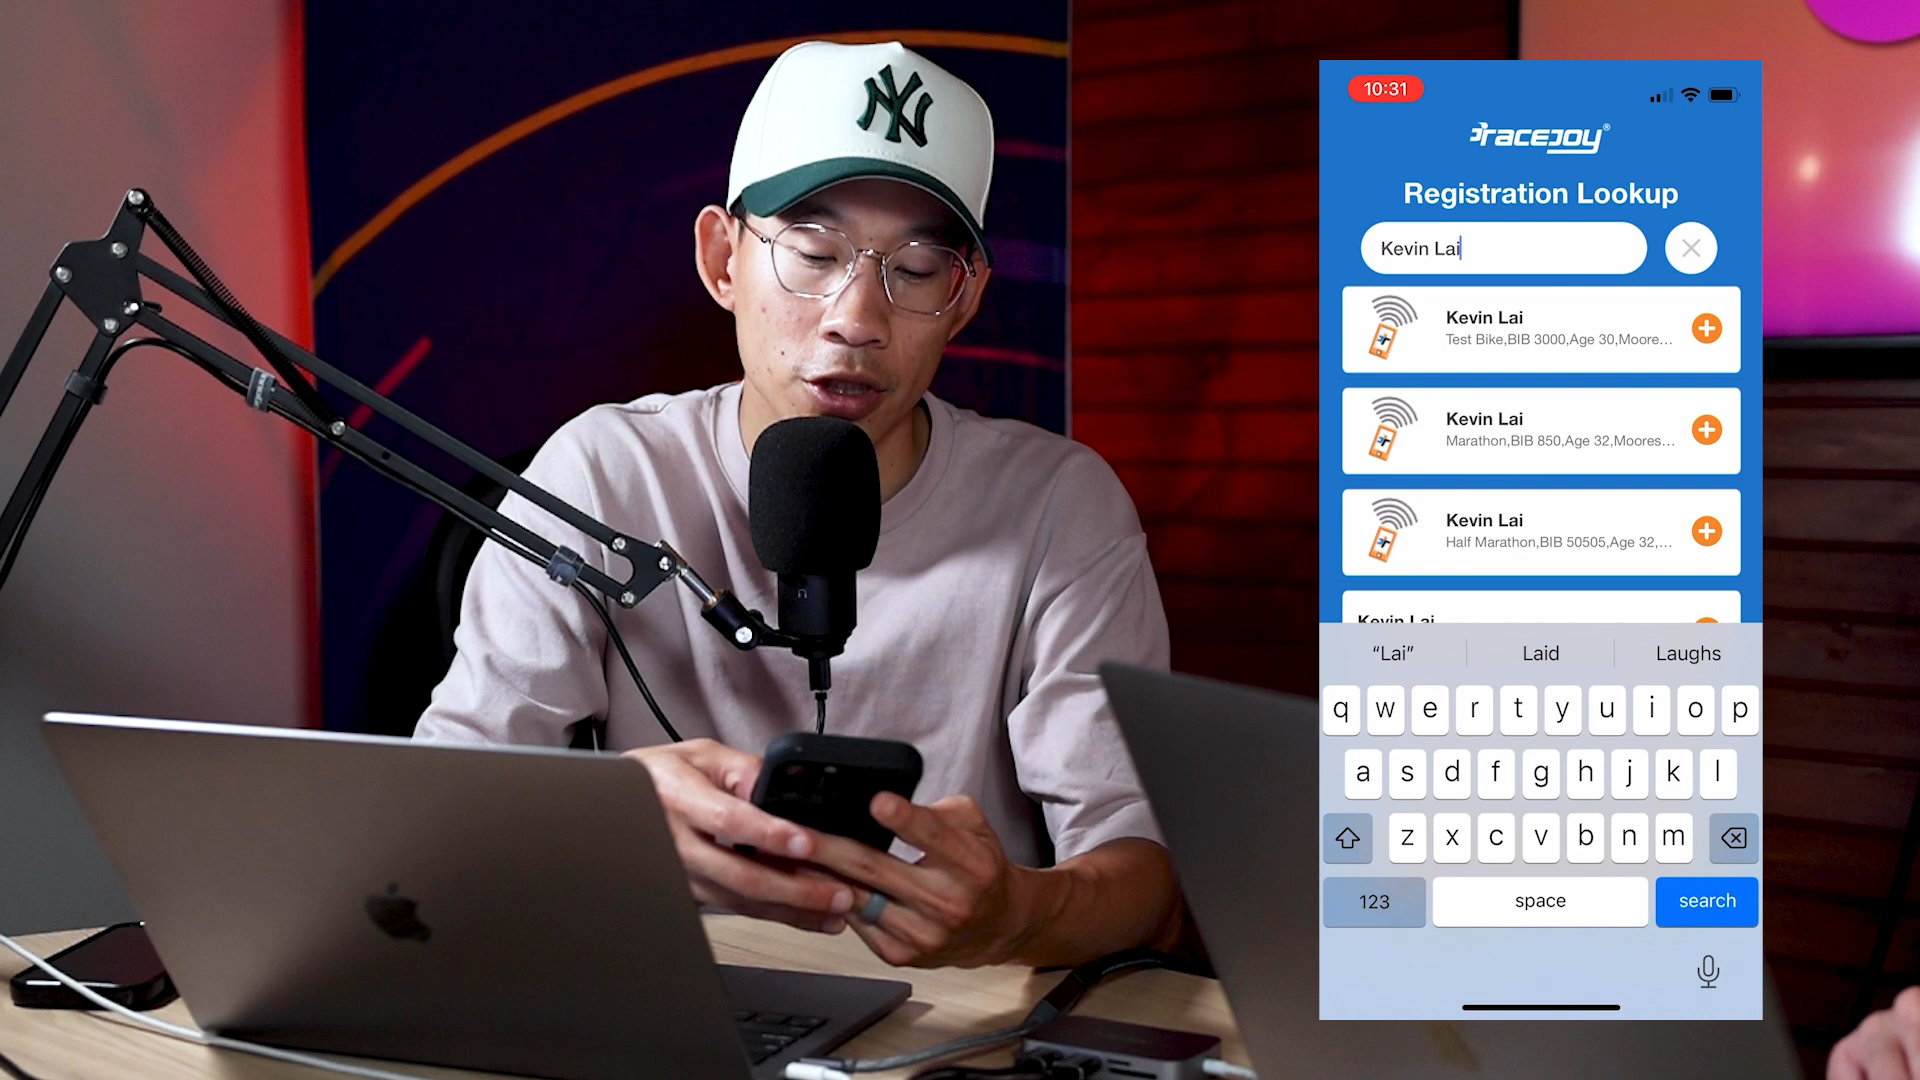 NY
10:31
racejoy®
Registration Lookup
Kevin Lai
Kevin Lai
Test Bike,BIB 3000,Age 30,Moore...
Kevin Lai
Marathon,BIB 850,Age 32,Moores...
Kevin Lai
Half Marathon,BIB 50505,Age 32,...
Kevin Lai
“Lai” Laid Laughs
q w e r t y u i o p
a s d f g h j k l
z x c v b n m
123 space search